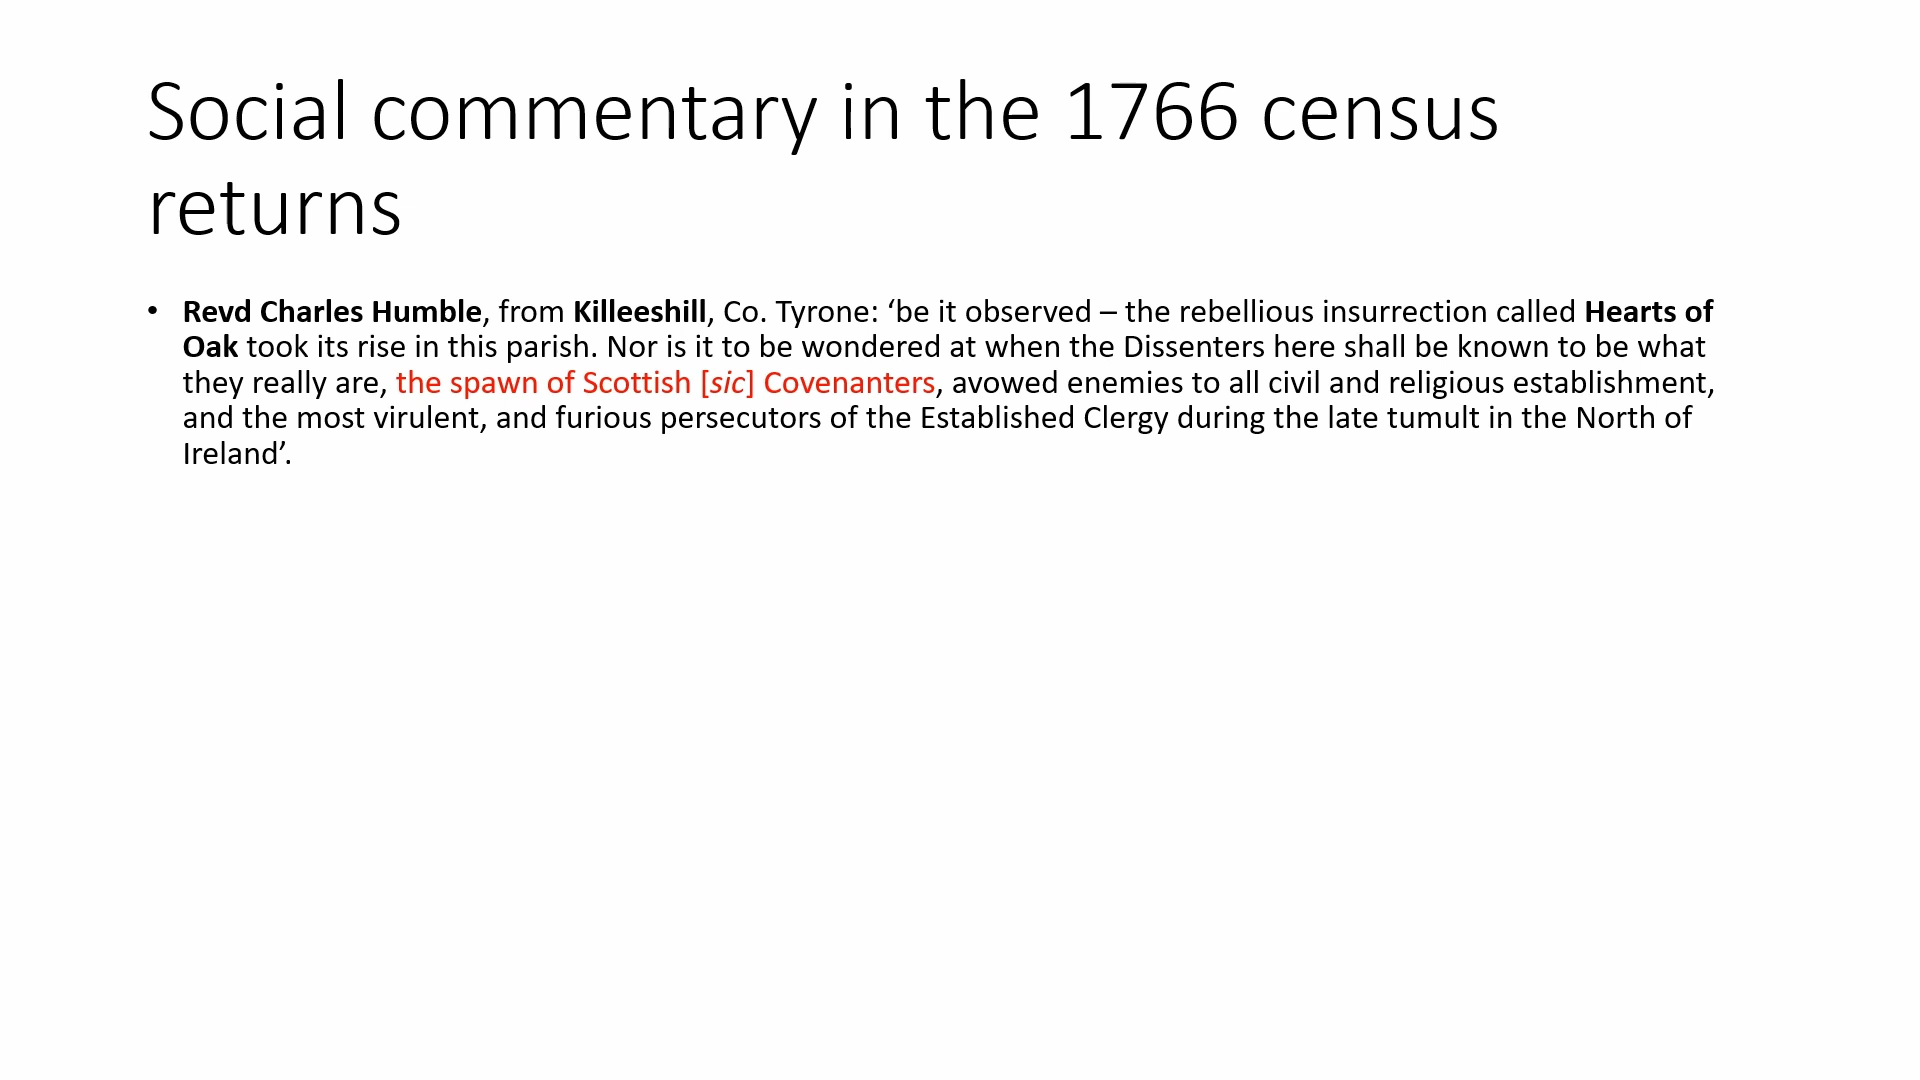 Social commentary in the 1766 census
returns
• Revd Charles Humble, from Killeeshill, Co. Tyrone: ‘be it observed – the rebellious insurrection called Hearts of
Oak took its rise in this parish. Nor is it to be wondered at when the Dissenters here shall be known to be what
they really are, the spawn of Scottish [sic] Covenanters, avowed enemies to all civil and religious establishment,
and the most virulent, and furious persecutors of the Established Clergy during the late tumult in the North of
Ireland’.